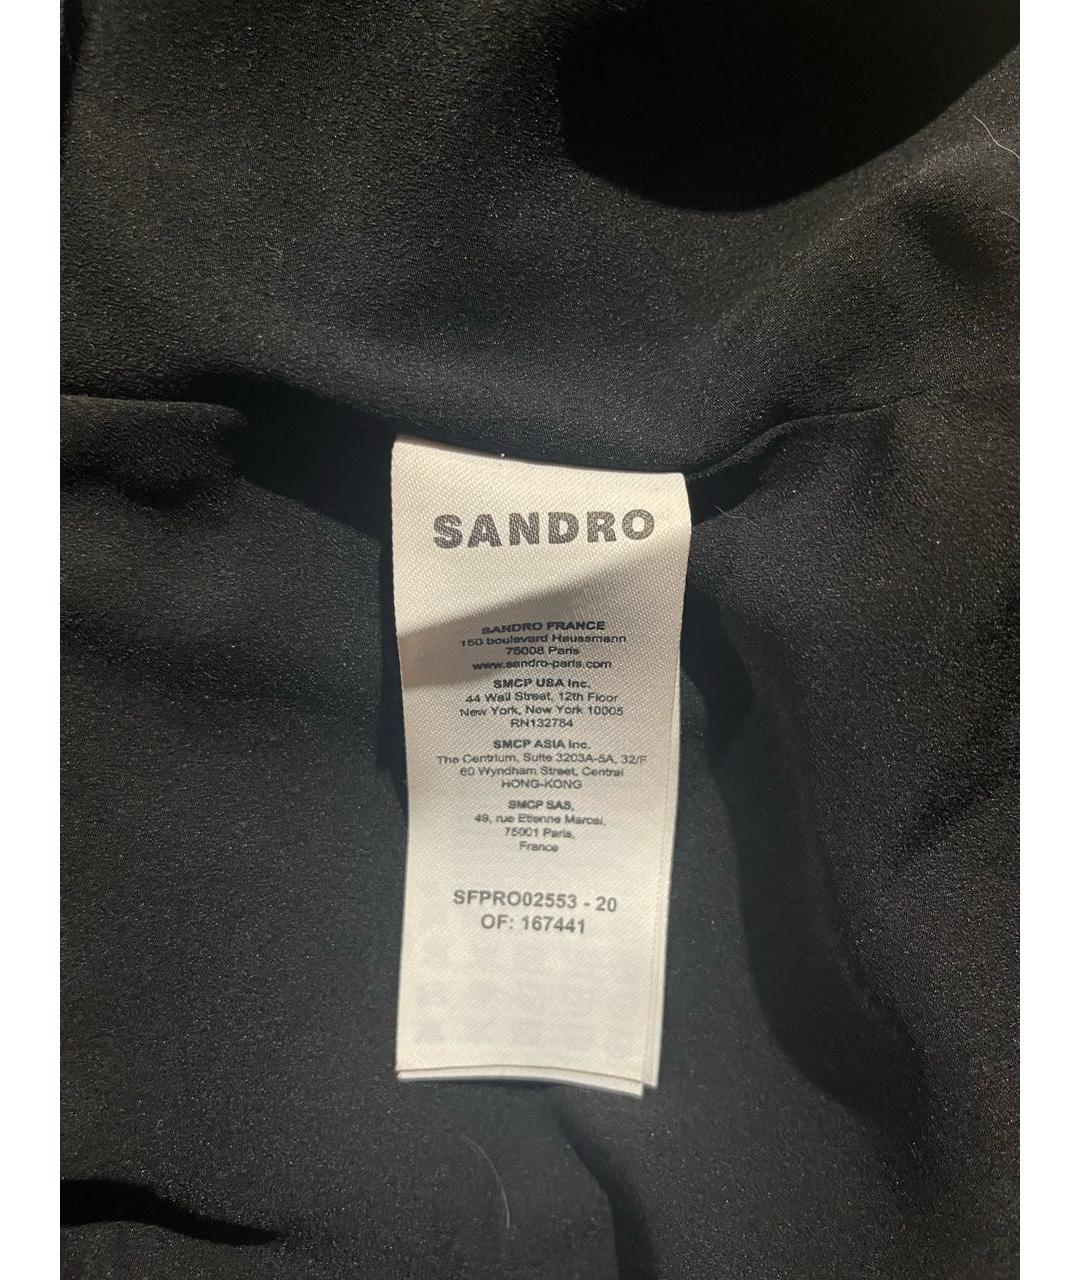 SANDRO
SANDRO FRANCE
150 boulevard Haussmann
75008 Paris
www.sandro-paris.com
SMCP USA Inc.
44 Wall Street, 12th Floor
New York, New York 10005
RN132784
SMCP ASIA Inc.
The Centrium, Suite 3203A-5A, 32/F
60 Wyndham Street, Central
HONG-KONG
SMCP SAS,
49, rue Etienne Marcel,
75001 Paris,
France
SFPRO02553 - 20
OF: 167441